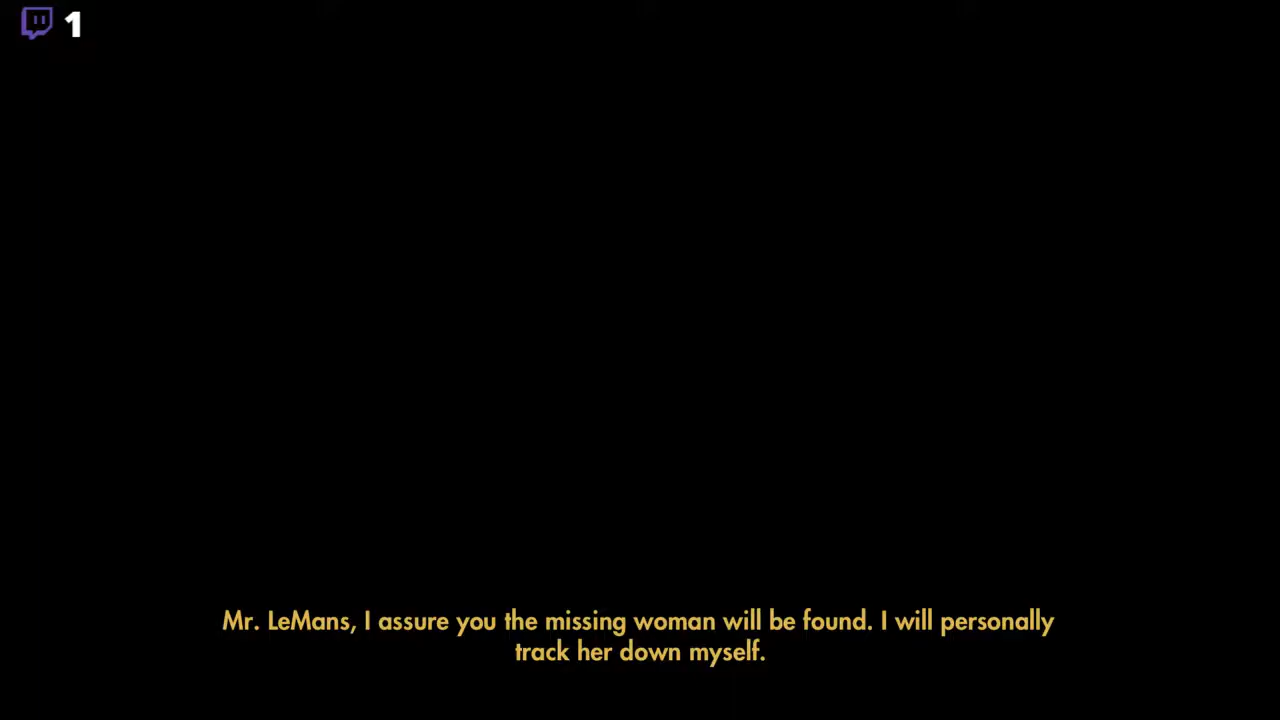 1
Mr. LeMans, I assure you the missing woman will be found. I will personally
track her down myself.